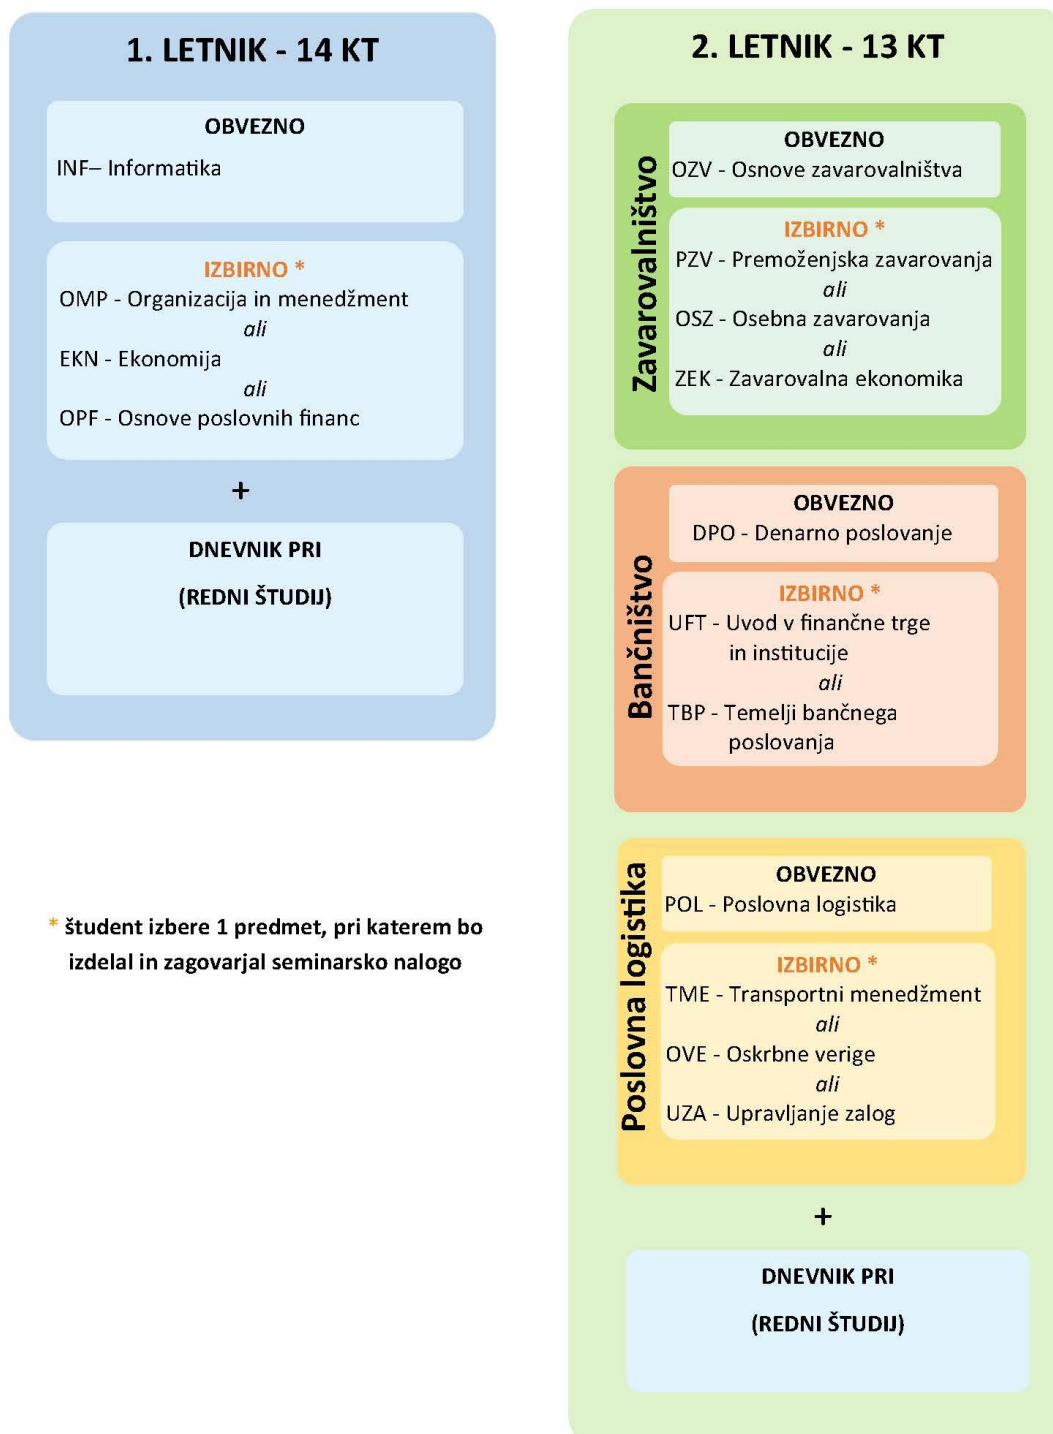 1. LETNIK - 14 KT
OBVEZNO
INF– Informatika
IZBIRNO *
OMP - Organizacija in menedžment
ali
EKN - Ekonomija
ali
OPF - Osnove poslovnih financ
+
DNEVNIK PRI
(REDNI ŠTUDIJ)
* študent izbere 1 predmet, pri katerem bo
izdelal in zagovarjal seminarsko nalogo
2. LETNIK - 13 KT
Zavarovalništvo
OBVEZNO
OZV - Osnove zavarovalništva
IZBIRNO *
PZV - Premoženjska zavarovanja
ali
OSZ - Osebna zavarovanja
ali
ZEK - Zavarovalna ekonomika
Bančništvo
OBVEZNO
DPO - Denarno poslovanje
IZBIRNO *
UFT - Uvod v finančne trge
in institucije
ali
TBP - Temelji bančnega
poslovanja
Poslovna logistika
OBVEZNO
POL - Poslovna logistika
IZBIRNO *
TME - Transportni menedžment
ali
OVE - Oskrbne verige
ali
UZA - Upravljanje zalog
+
DNEVNIK PRI
(REDNI ŠTUDIJ)